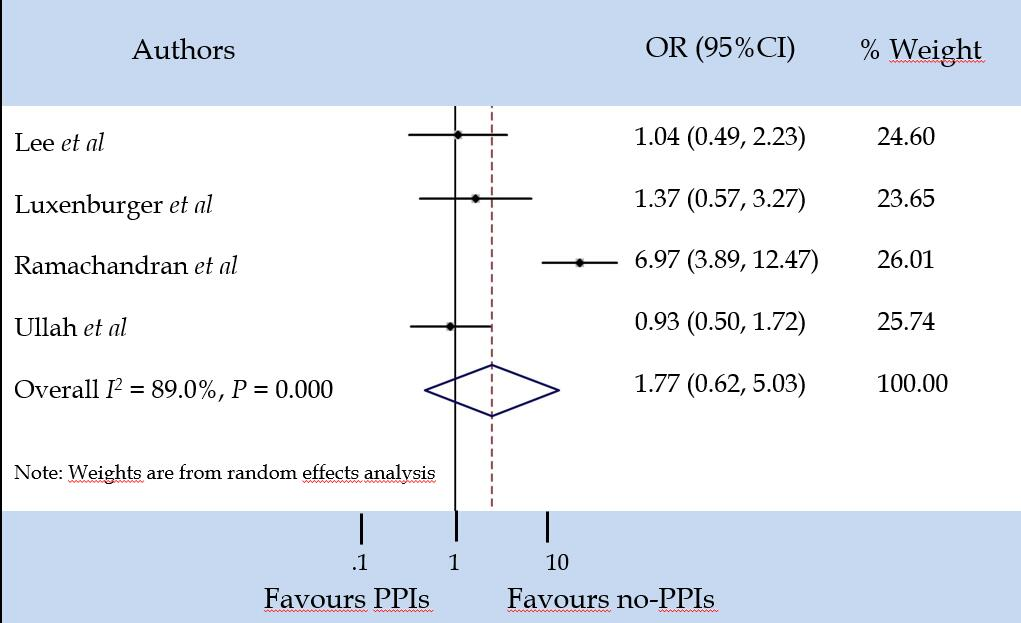 Authors OR (95%CI) % Weight
Lee et al 1.04 (0.49, 2.23) 24.60
Luxenburger et al 1.37 (0.57, 3.27) 23.65
Ramachandran et al 6.97 (3.89, 12.47) 26.01
Ullah et al 0.93 (0.50, 1.72) 25.74
Overall I² = 89.0%, P = 0.000 1.77 (0.62, 5.03) 100.00
Note: Weights are from random effects analysis
.1 1 10
Favours PPIs Favours no-PPIs